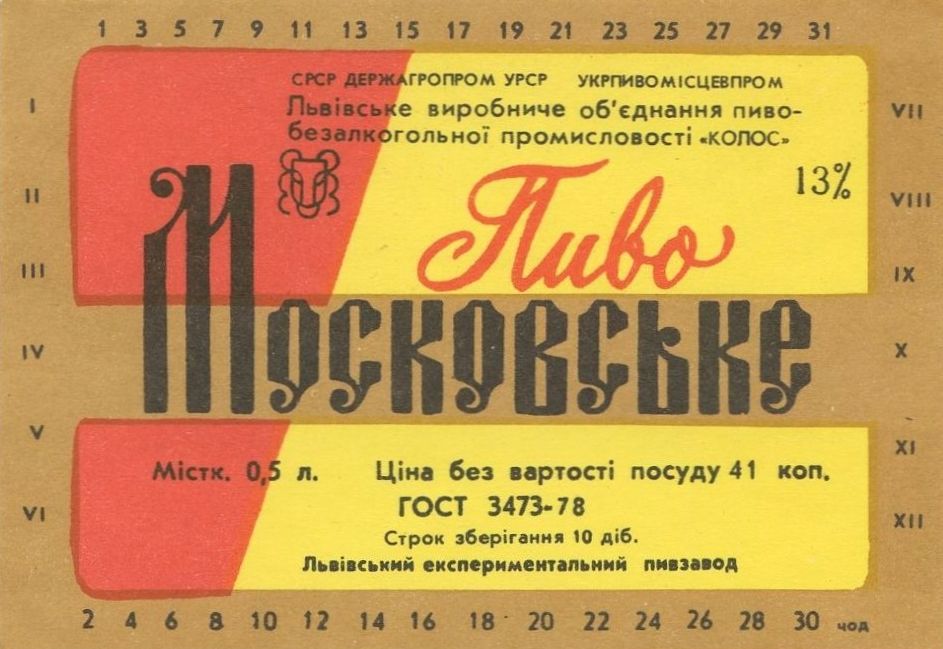 1 3 5 7 9 11 13 15 17 19 21 23 25 27 29 31
СРСР ДЕРЖАГРОПРОМ УРСР УКРПИВОМІСЦЕВПРОМ
Львівське виробниче об'єднання пиво-
безалкогольної промисловості «КОЛОС»
I
II
III
IV
V
VI
13%
Пиво
Московське
VII
VIII
IX
X
XI
XII
Містк. 0,5 л. Ціна без вартості посуду 41 коп.
ГОСТ 3473-78
Строк зберігання 10 діб.
Львівський експериментальний пивзавод
2 4 6 8 10 12 14 16 18 20 22 24 26 28 30 чод